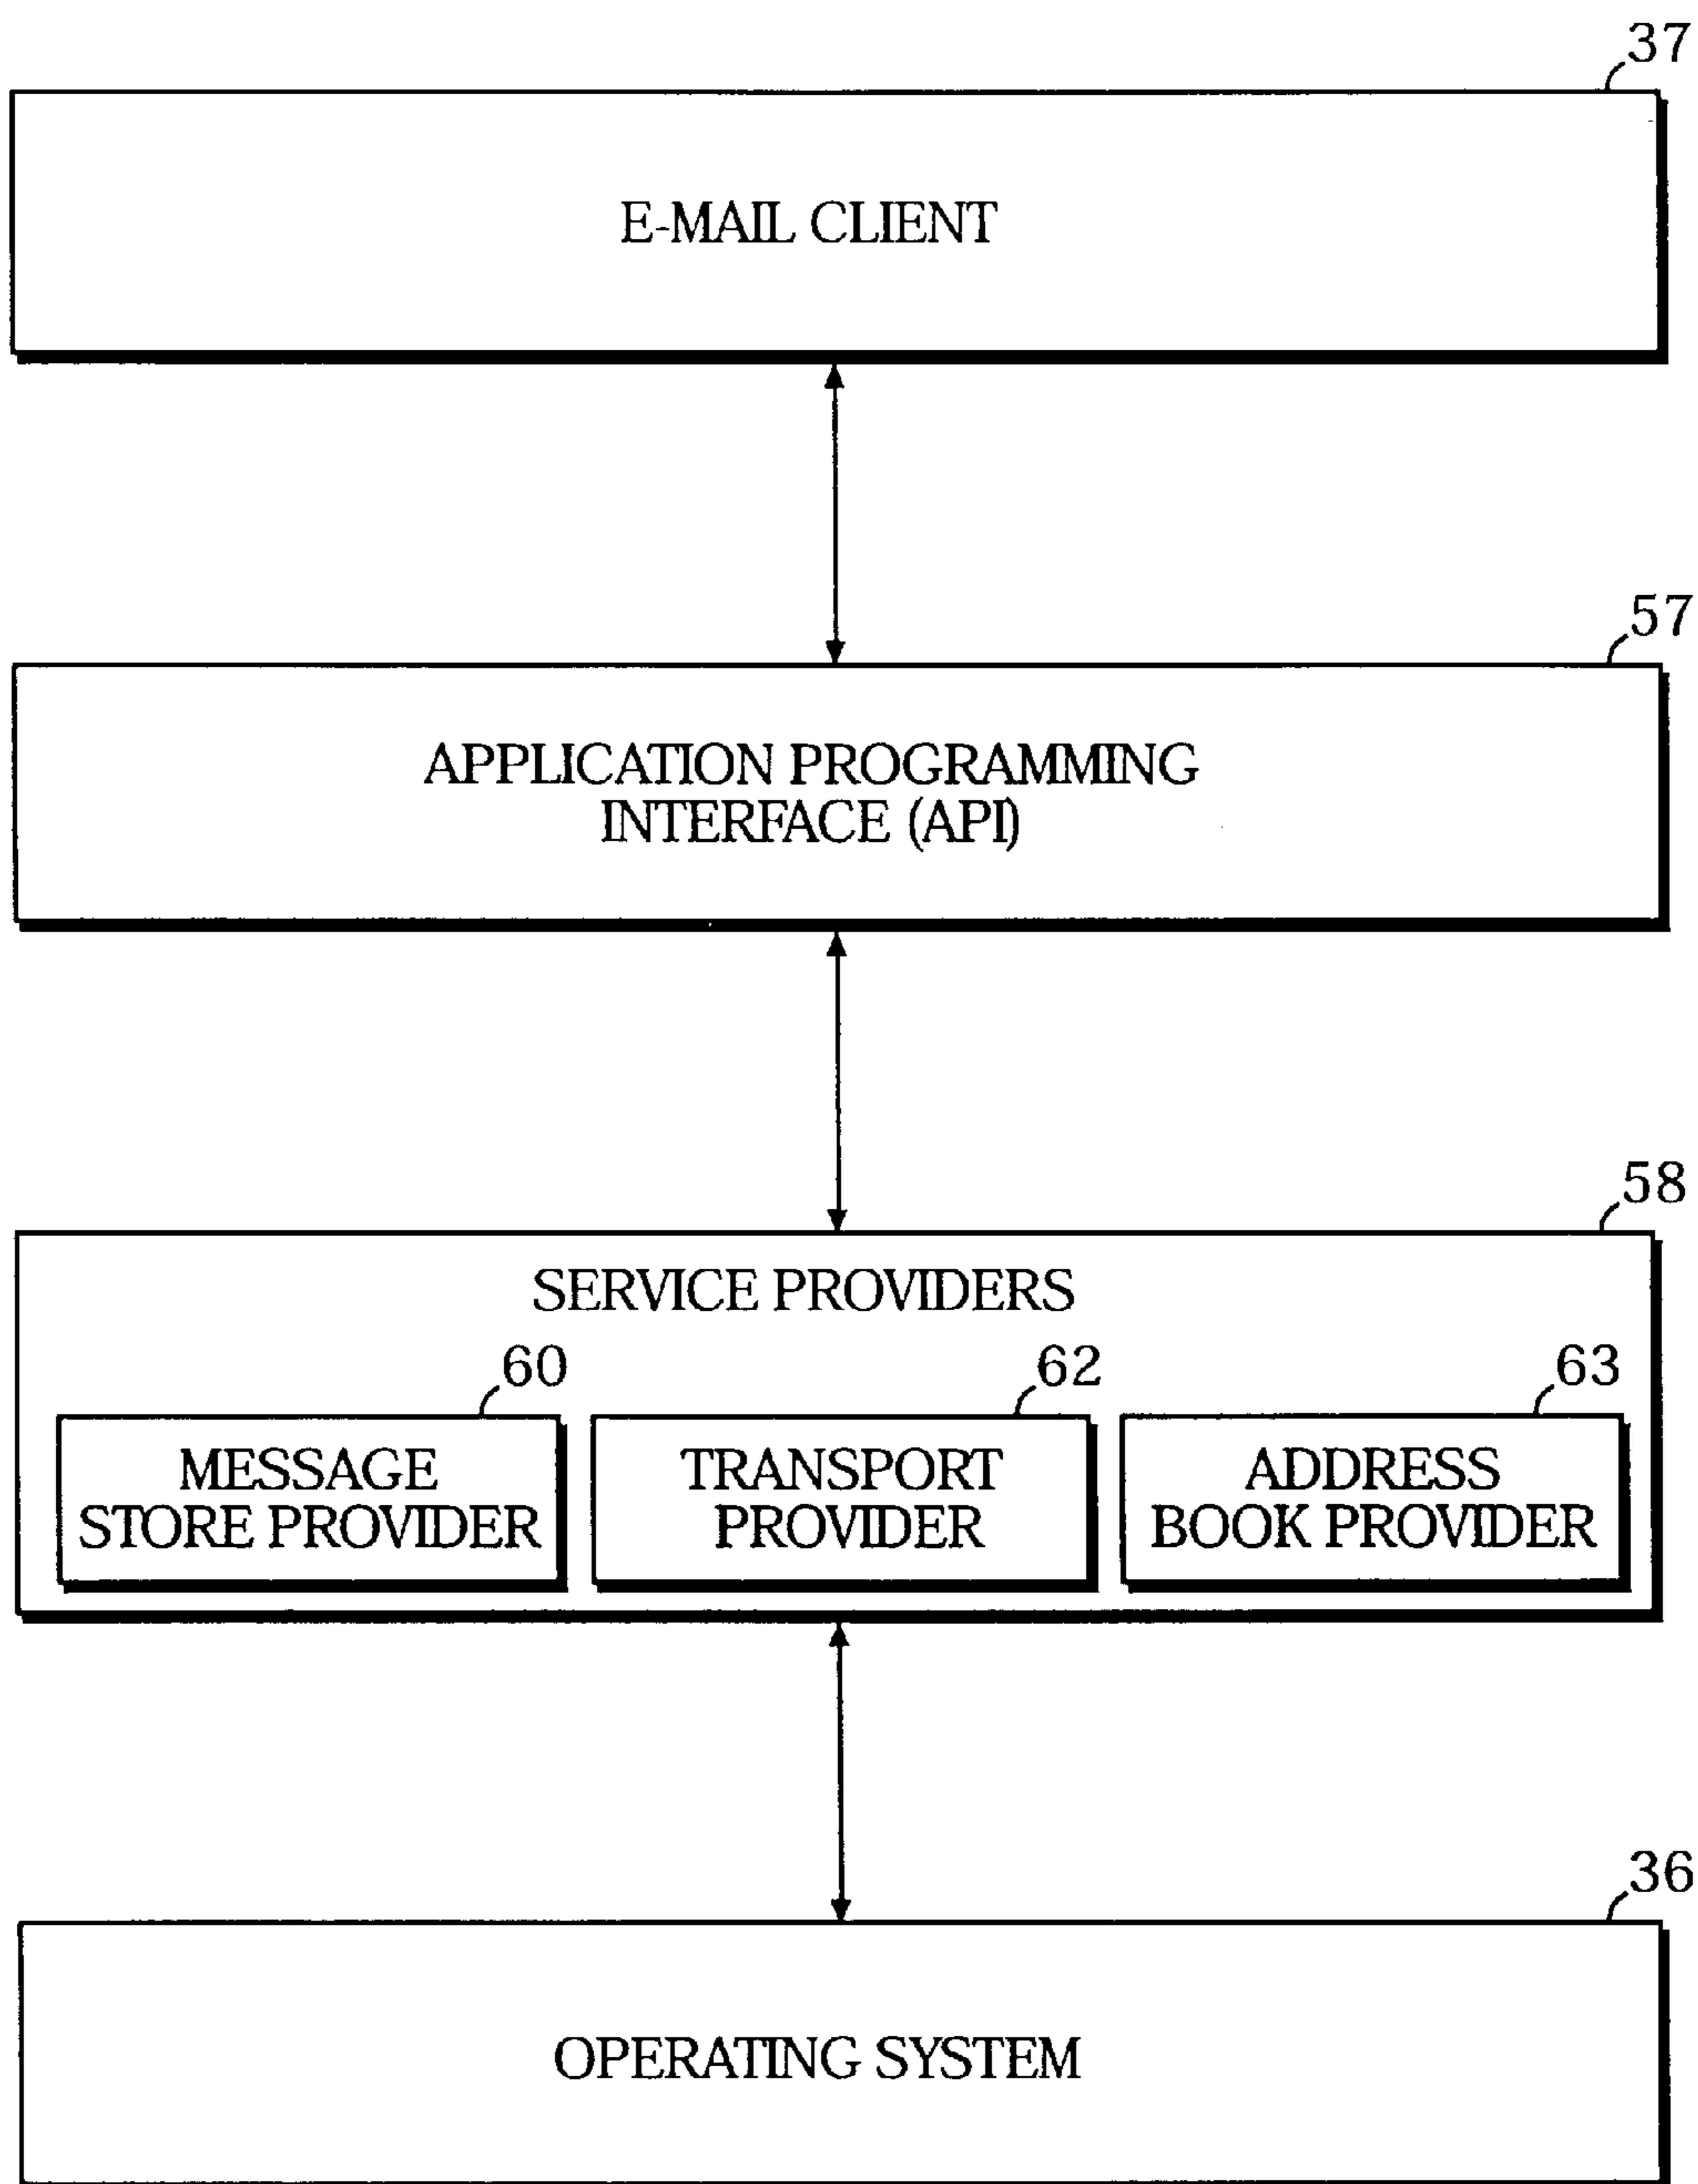 37
E-MAIL CLIENT
57
APPLICATION PROGRAMMING
INTERFACE (API)
58
SERVICE PROVIDERS
60
62
63
MESSAGE
STORE PROVIDER
TRANSPORT
PROVIDER
ADDRESS
BOOK PROVIDER
36
OPERATING SYSTEM